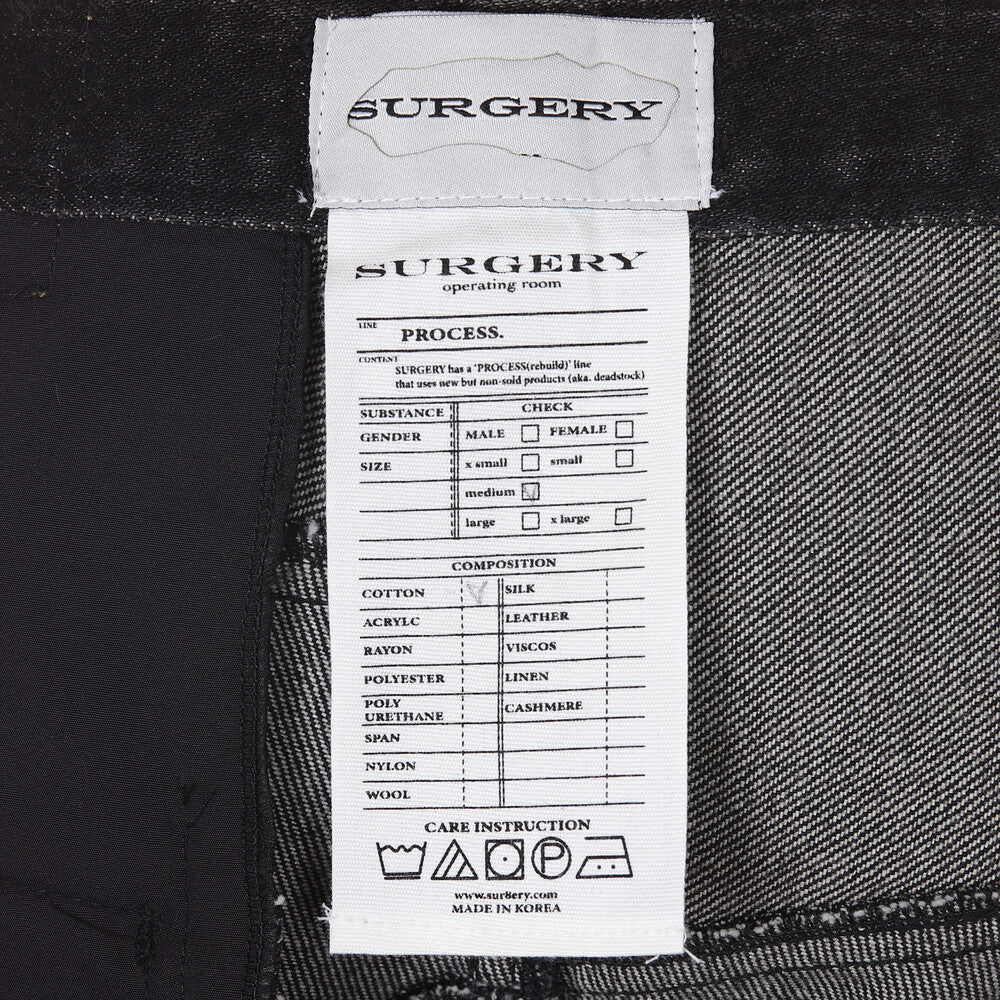 SURGERY
SURGERY
operating room
LINE PROCESS.
CONTENT
SURGERY has a 'PROCESS(rebuild)' line
that uses new but non-sold products (aka. deadstock)
SUBSTANCE CHECK
GENDER MALE FEMALE
SIZE x small small
medium
large x large
COMPOSITION
COTTON SILK
ACRYLC LEATHER
RAYON VISCOS
POLYESTER LINEN
POLY
URETHANE CASHMERE
SPAN
NYLON
WOOL
CARE INSTRUCTION
P
www.sur8ery.com
MADE IN KOREA